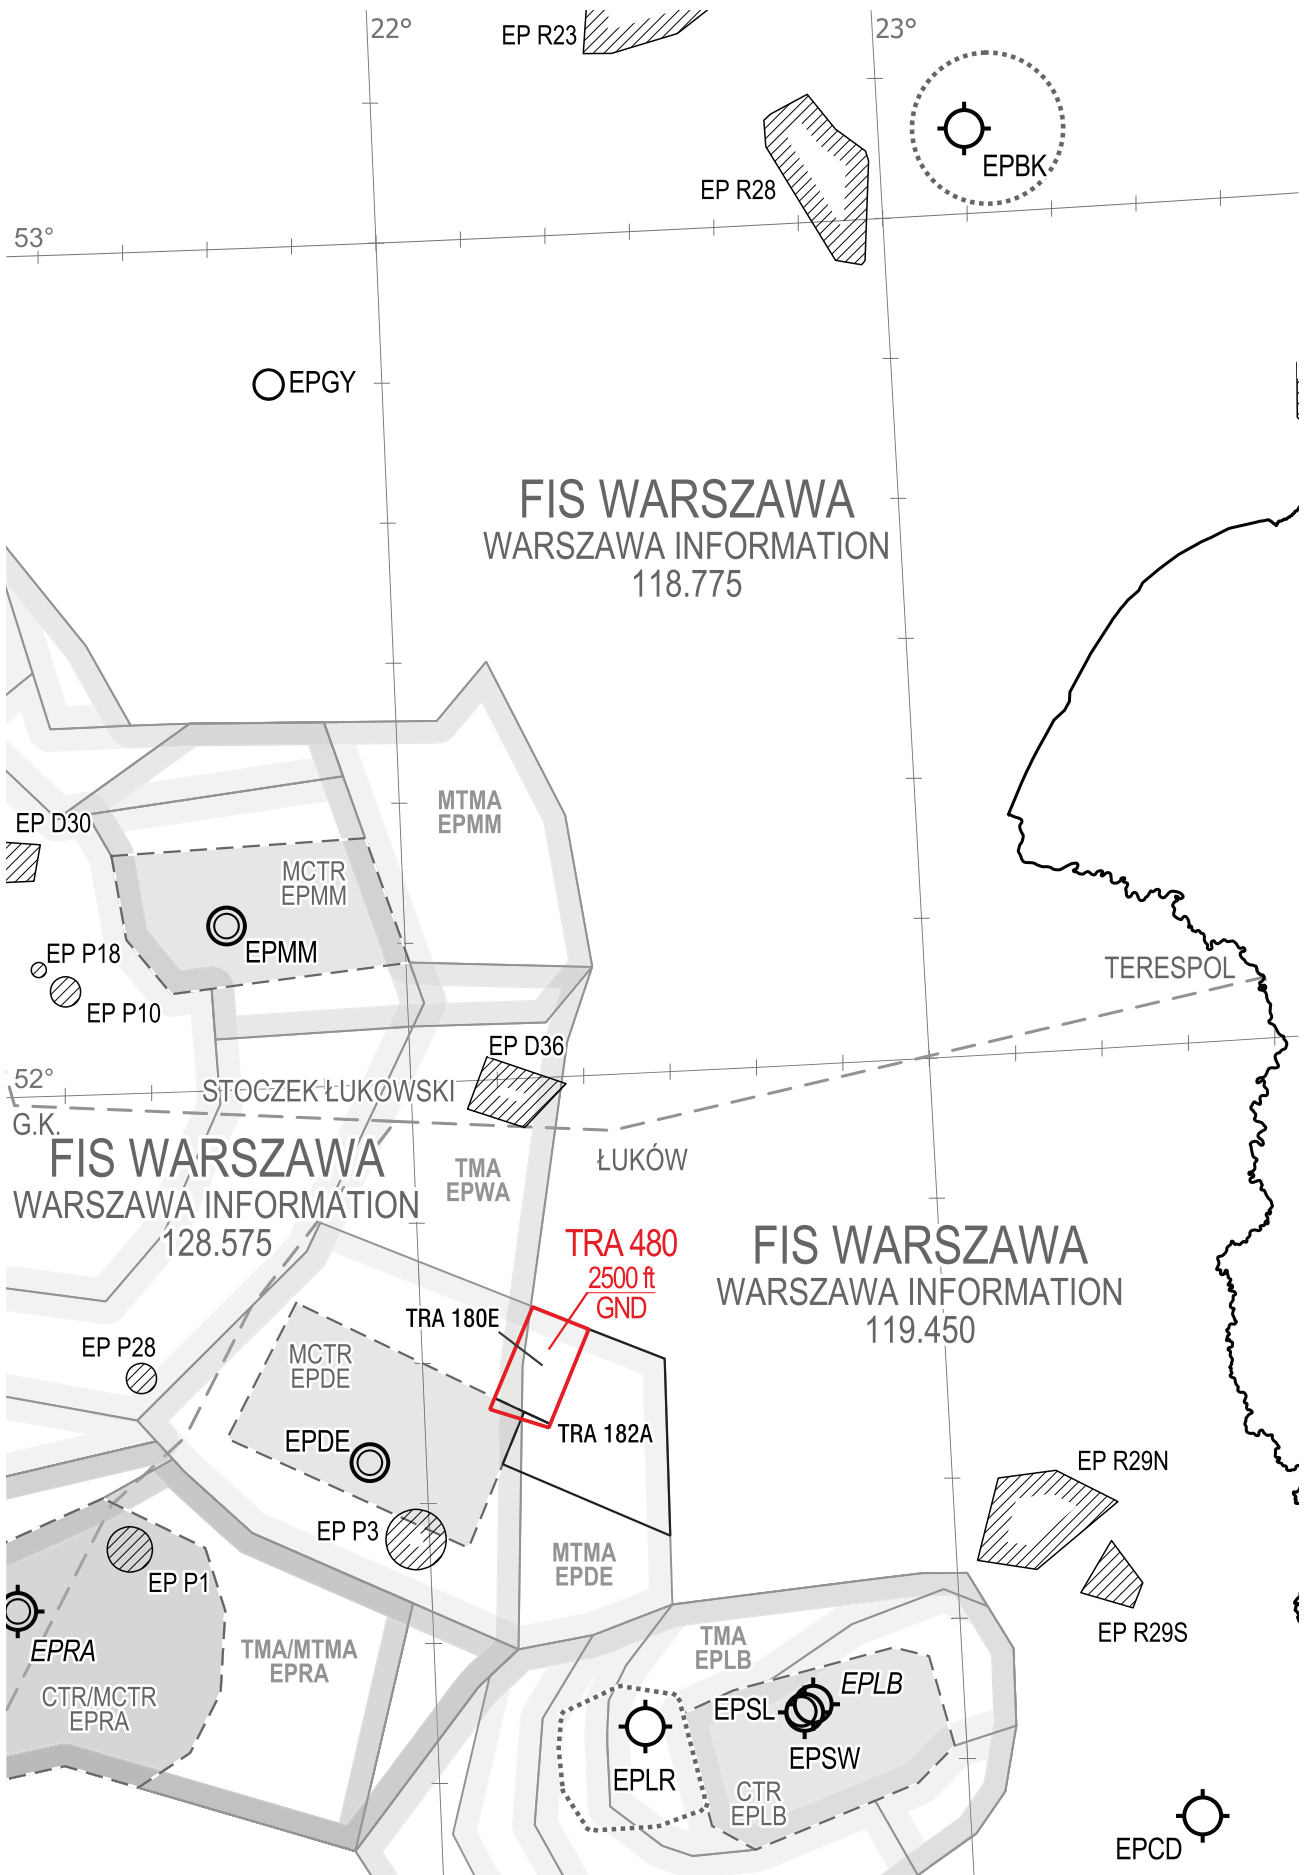 22°
EP R23
23°
EPBK
EP R28
53°
EPGY
FIS WARSZAWA
WARSZAWA INFORMATION
118.775
MTMA
EPMM
EP D30
MCTR
EPMM
EPMM
EP P18
EP P10
TERESPOL
EP D36
52°
STOCZEK ŁUKOWSKI
G.K.
FIS WARSZAWA
WARSZAWA INFORMATION
128.575
TMA
EPWA
ŁUKÓW
TRA 480
2500 ft
GND
FIS WARSZAWA
WARSZAWA INFORMATION
119.450
TRA 180E
EP P28
MCTR
EPDE
TRA 182A
EPDE
EP R29N
EP P3
MTMA
EPDE
EP P1
EP R29S
EPRA
TMA/MTMA
EPRA
TMA
EPLB
CTR/MCTR
EPRA
EPLB
EPSL
EPSW
EPLR
CTR
EPLB
EPCD